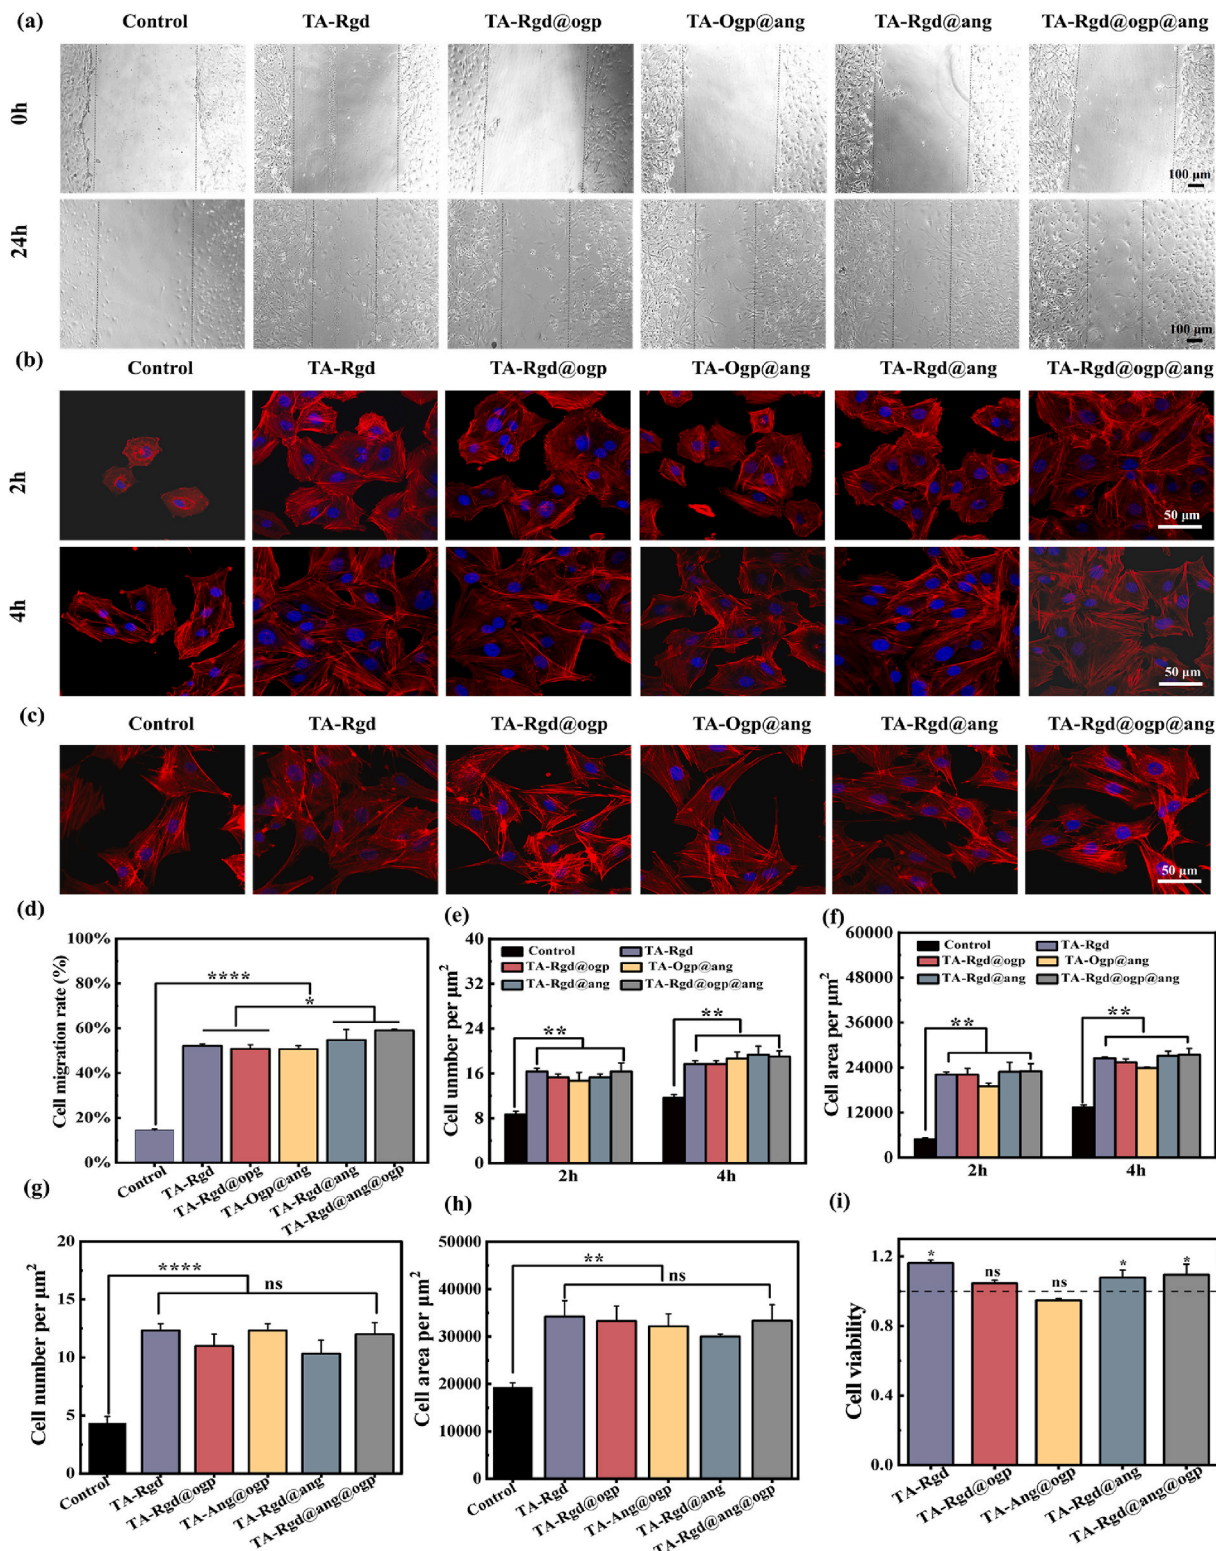 (a)
Control TA-Rgd TA-Rgd@ogp TA-Ogp@ang TA-Rgd@ang TA-Rgd@ogp@ang
0h
100 μm
24h
100 μm
(b)
Control TA-Rgd TA-Rgd@ogp TA-Ogp@ang TA-Rgd@ang TA-Rgd@ogp@ang
2h
50 μm
4h
50 μm
(c)
Control TA-Rgd TA-Rgd@ogp TA-Ogp@ang TA-Rgd@ang TA-Rgd@ogp@ang
50 μm
(d)
Cell migration rate (%)
100%
80%
60%
40%
20%
0%
****
*
Control TA-Rgd TA-Rgd@opg TA-Ogp@ang TA-Rgd@ang TA-Rgd@ang@ogp
(e)
Cell unmber per μm²
40
32
24
16
8
0
Control TA-Rgd
TA-Rgd@ogp TA-Ogp@ang
TA-Rgd@ang TA-Rgd@ogp@ang
** **
2h 4h
(f)
Cell area per μm²
60000
48000
36000
24000
12000
0
Control TA-Rgd
TA-Rgd@ogp TA-Ogp@ang
TA-Rgd@ang TA-Rgd@ogp@ang
** **
2h 4h
(g)
Cell number per μm²
20
15
10
5
0
****
ns
Control TA-Rgd TA-Rgd@ogp TA-Ang@ogp TA-Rgd@ang TA-Rgd@ang@ogp
(h)
Cell area per μm²
50000
40000
30000
20000
10000
0
**
ns
Control TA-Rgd TA-Rgd@ogp TA-Ang@ogp TA-Rgd@ang TA-Rgd@ang@ogp
(i)
Cell viability
1.2
0.8
0.4
0.0
* ns ns * *
TA-Rgd TA-Rgd@ogp TA-Ang@ogp TA-Rgd@ang TA-Rgd@ang@ogp